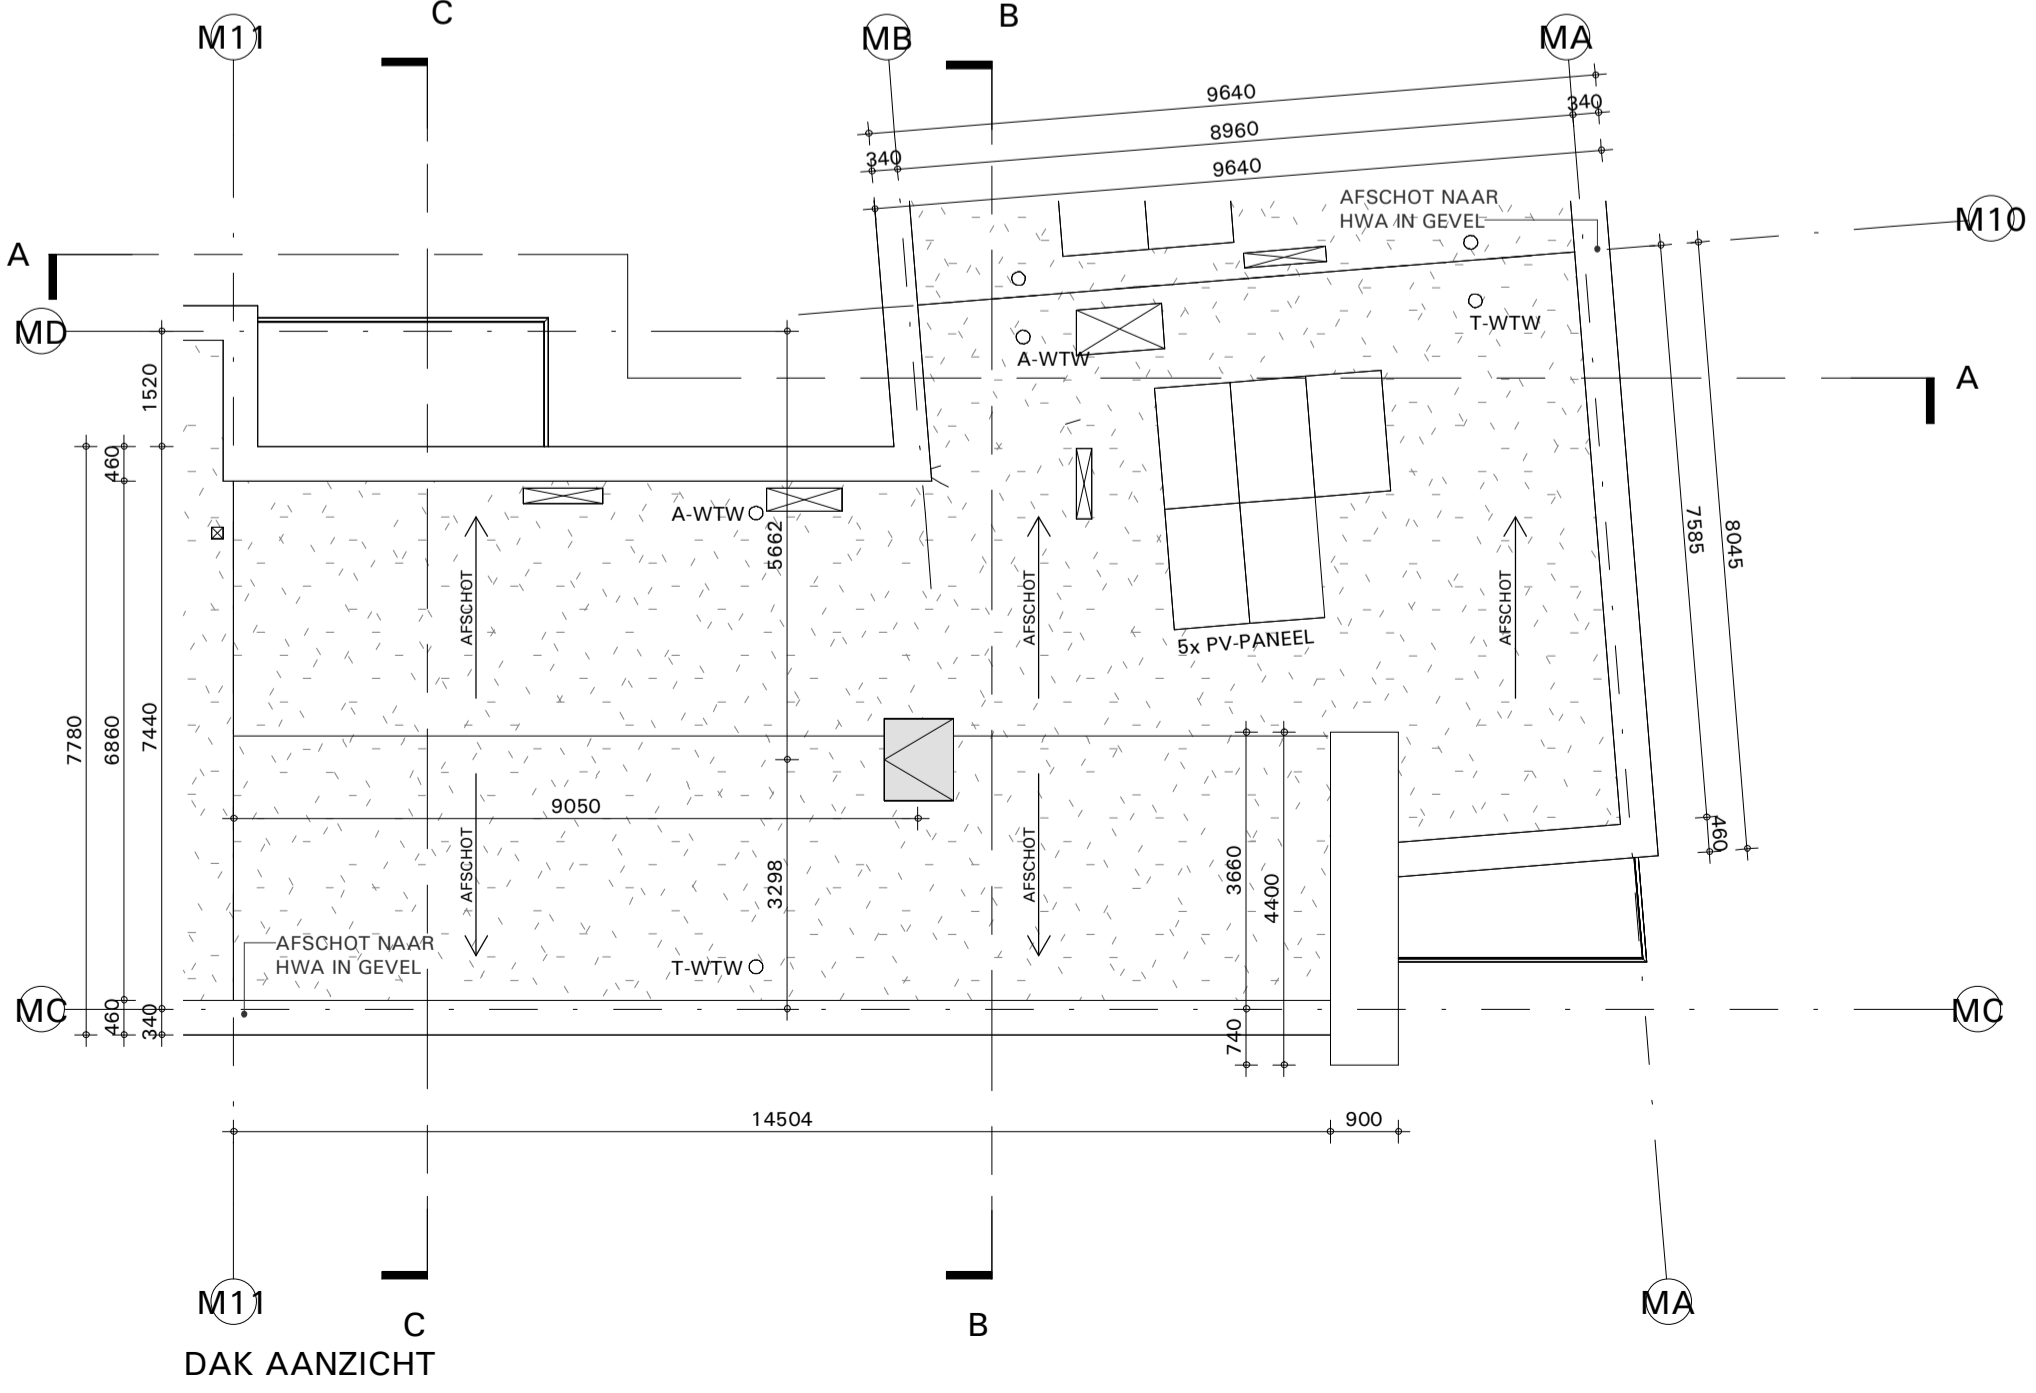 C
B
M11
MB
MA
9640
340
8960
340
9640
AFSCHOT NAAR
HWA IN GEVEL
M10
A
MD
T-WTW
A-WTW
A
1520
460
A-WTW
5662
7585
8045
AFSCHOT
AFSCHOT
AFSCHOT
5x PV-PANEEL
7780
6860
7440
9050
460
AFSCHOT
3298
AFSCHOT
3660
4400
AFSCHOT NAAR
HWA IN GEVEL
T-WTW
MC
460
340
740
MC
14504
900
M11
MA
C
B
DAK AANZICHT